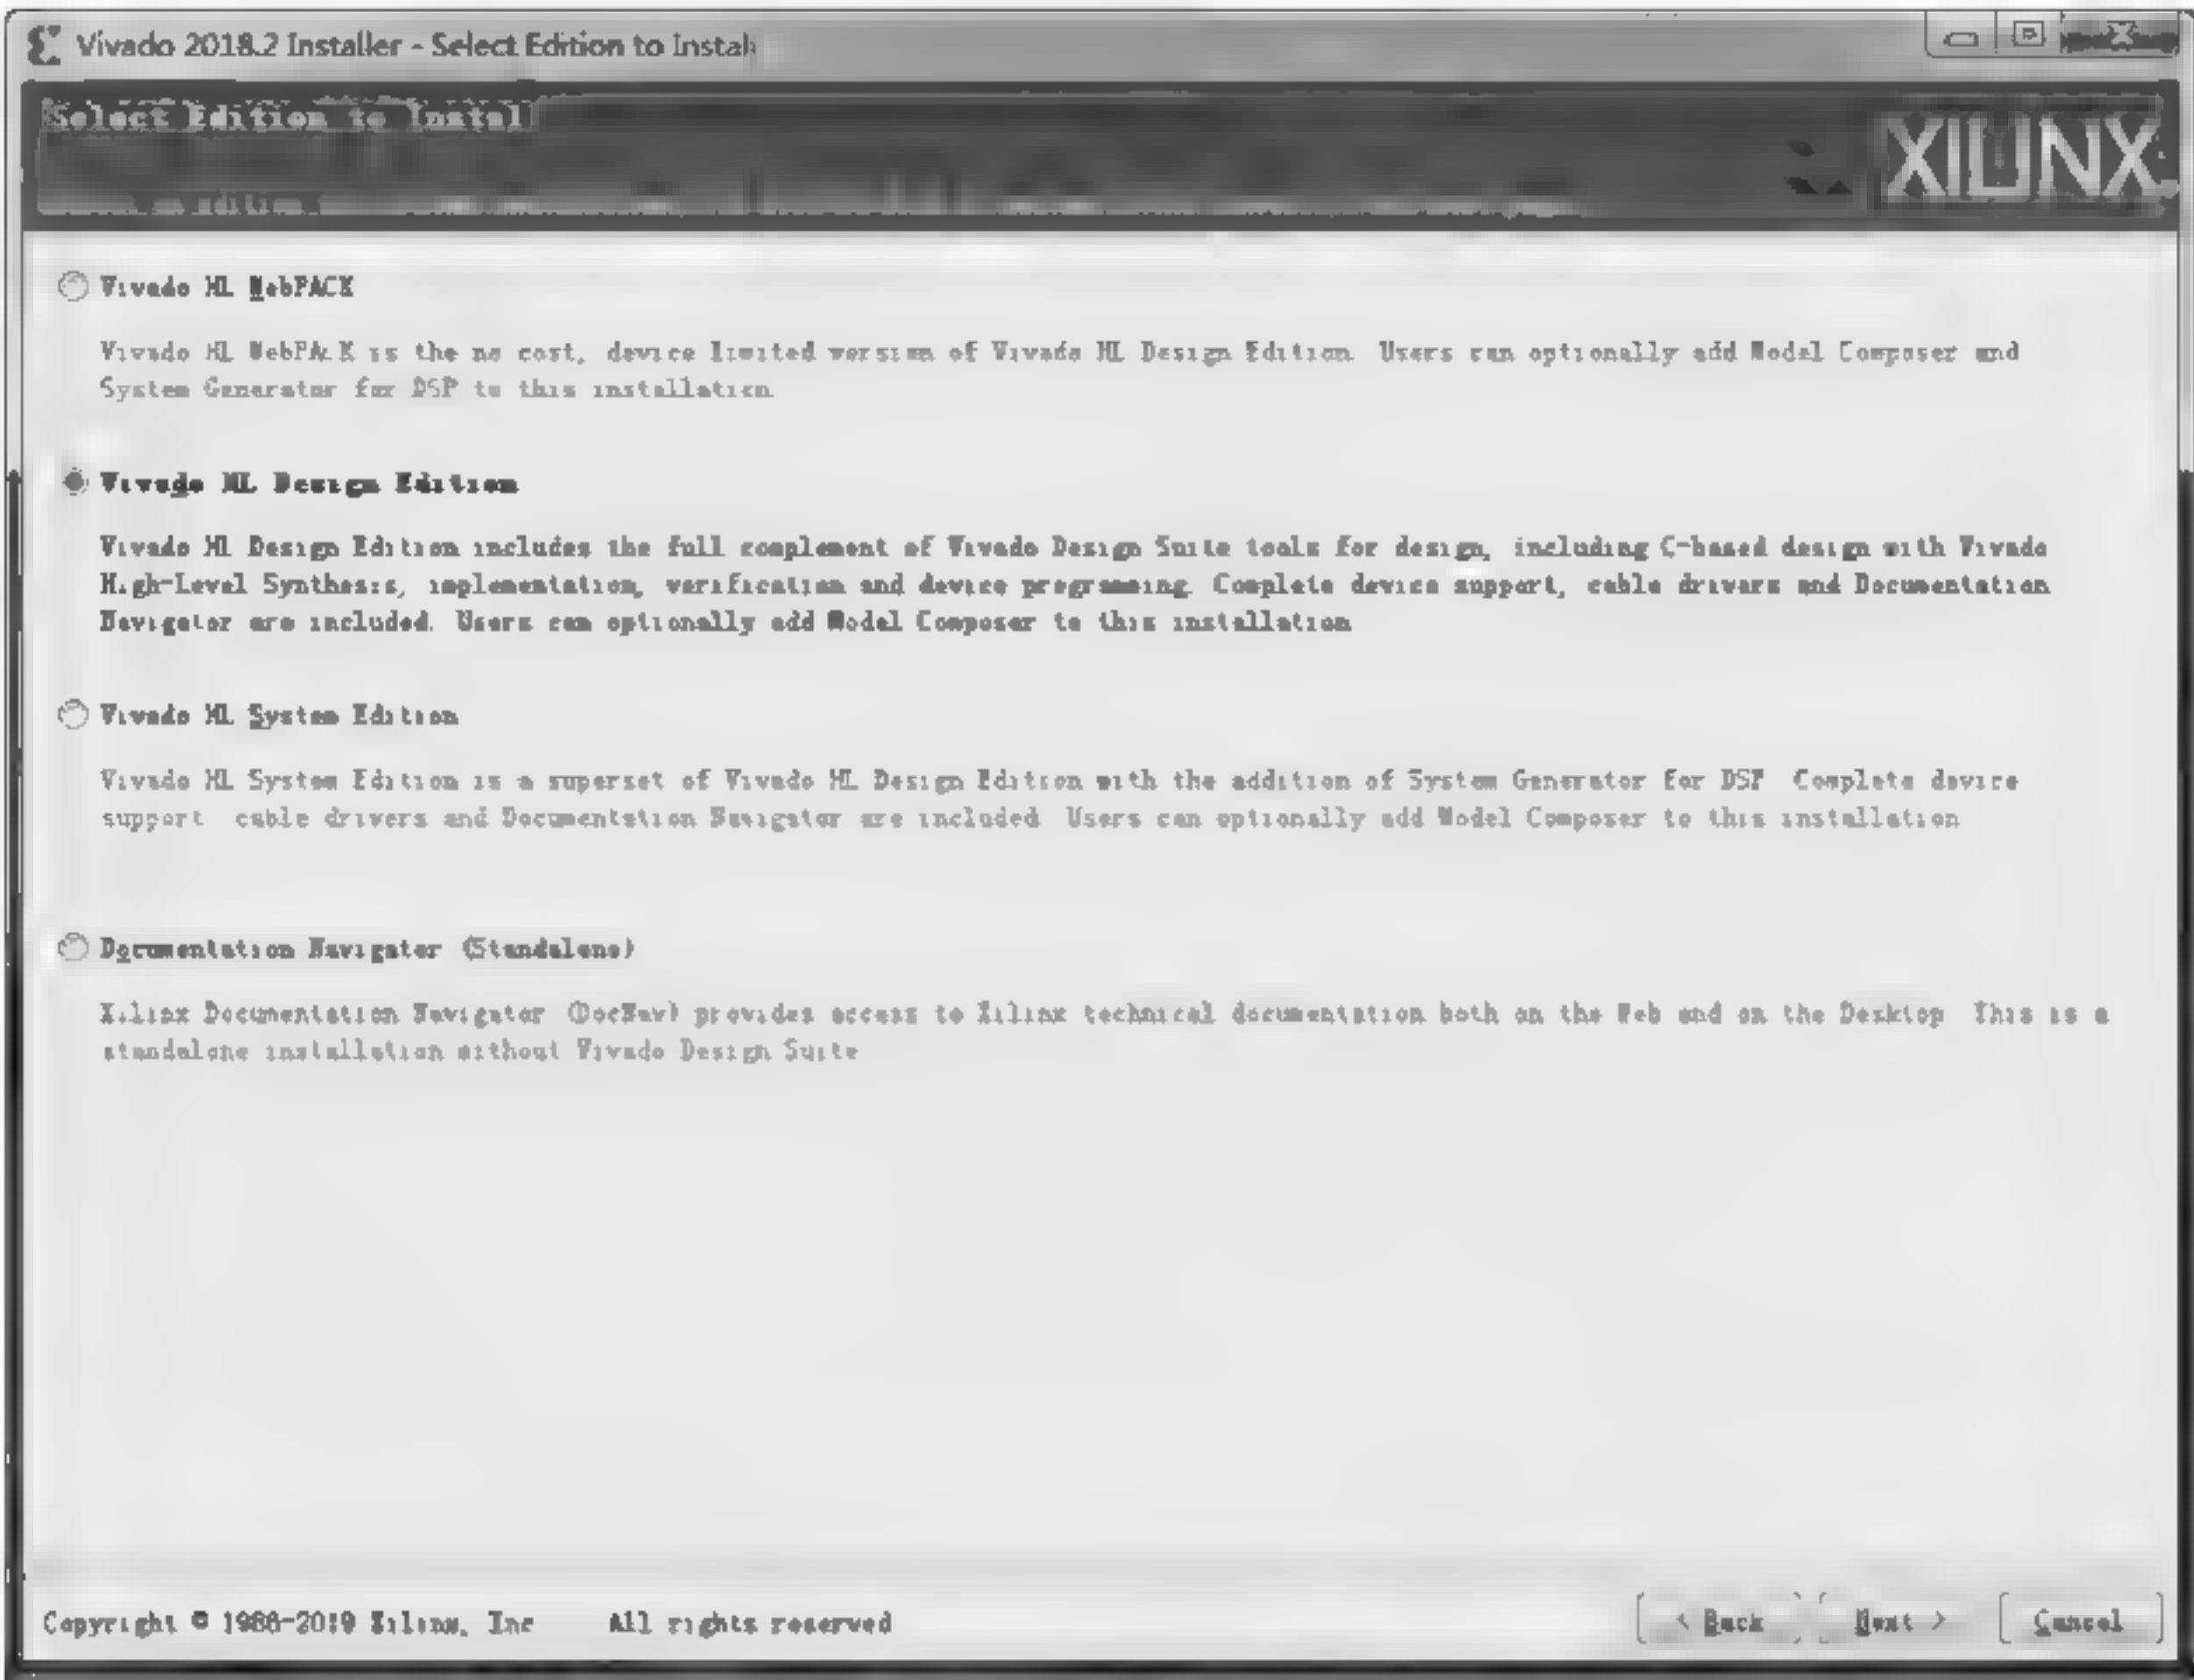 Vivado 2018.2 Installer - Select Edition to Install
Select Edition to Install
XILINX
Vivado HL WebPACK
Vivado HL WebPACK is the no cost, device limited version of Vivado HL Design Edition. Users can optionally add Model Composer and
System Generator for DSP to this installation.
Vivado HL Design Edition
Vivado HL Design Edition includes the full complement of Vivado Design Suite tools for design, including C-based design with Vivado
High-Level Synthesis, implementation, verification and device programming. Complete device support, cable drivers and Documentation
Navigator are included. Users can optionally add Model Composer to this installation.
Vivado HL System Edition
Vivado HL System Edition is a superset of Vivado HL Design Edition with the addition of System Generator for DSP. Complete device
support, cable drivers and Documentation Navigator are included. Users can optionally add Model Composer to this installation.
Documentation Navigator (Standalone)
Xilinx Documentation Navigator (DocNav) provides access to Xilinx technical documentation both on the Web and on the Desktop. This is a
standalone installation without Vivado Design Suite.
Copyright © 1986-2019 Xilinx, Inc. All rights reserved.
< Back
Next >
Cancel